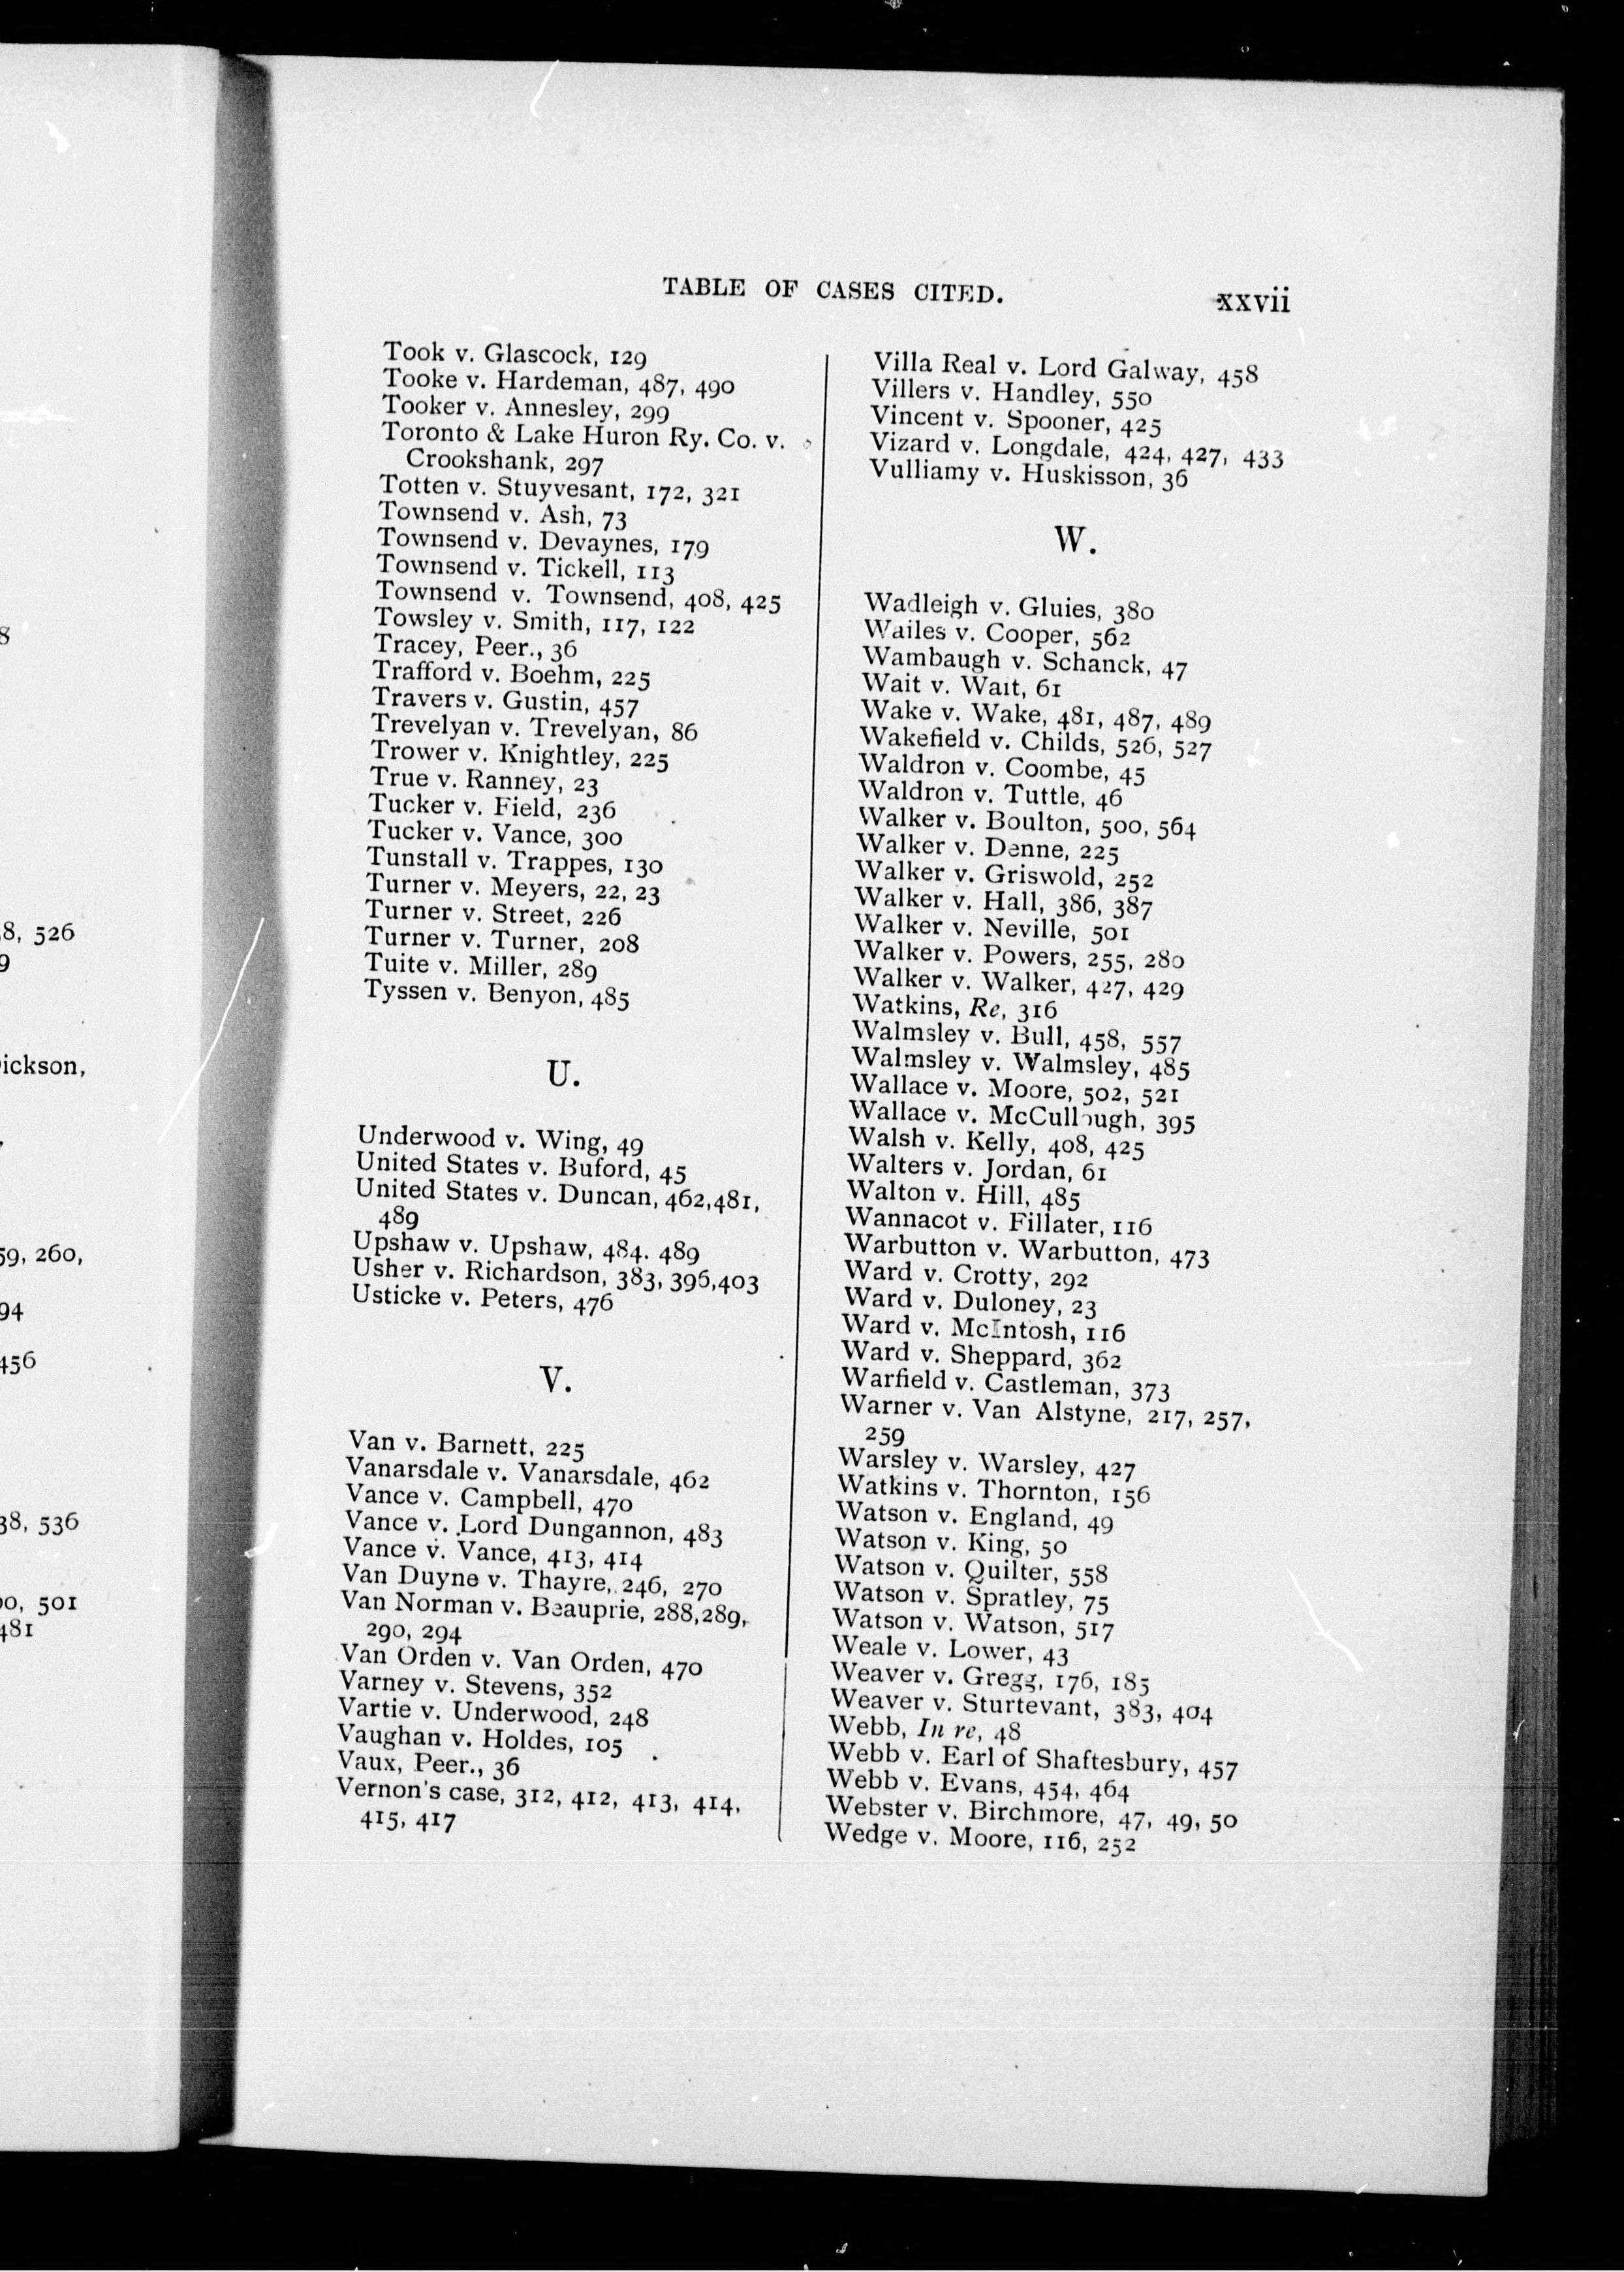 8
8, 526
9
ickson,
59, 260,
94
456
38, 536
00, 501
481
TABLE OF CASES CITED.
xxvii
Took v. Glascock, 129
Tooke v. Hardeman, 487, 490
Tooker v. Annesley, 299
Toronto & Lake Huron Ry. Co. v.
Crookshank, 297
Totten v. Stuyvesant, 172, 321
Townsend v. Ash, 73
Townsend v. Devaynes, 179
Townsend v. Tickell, 113
Townsend v. Townsend, 408, 425
Towsley v. Smith, 117, 122
Tracey, Peer., 36
Trafford v. Boehm, 225
Travers v. Gustin, 457
Trevelyan v. Trevelyan, 86
Trower v. Knightley, 225
True v. Ranney, 23
Tucker v. Field, 236
Tucker v. Vance, 300
Tunstall v. Trappes, 130
Turner v. Meyers, 22, 23
Turner v. Street, 226
Turner v. Turner, 208
Tuite v. Miller, 289
Tyssen v. Benyon, 485
U.
Underwood v. Wing, 49
United States v. Buford, 45
United States v. Duncan, 462,481,
489
Upshaw v. Upshaw, 484. 489
Usher v. Richardson, 383, 396,403
Usticke v. Peters, 476
V.
Van v. Barnett, 225
Vanarsdale v. Vanarsdale, 462
Vance v. Campbell, 470
Vance v. Lord Dungannon, 483
Vance v. Vance, 413, 414
Van Duyne v. Thayre, 246, 270
Van Norman v. Beauprie, 288,289,
290, 294
Van Orden v. Van Orden, 470
Varney v. Stevens, 352
Vartie v. Underwood, 248
Vaughan v. Holdes, 105
Vaux, Peer., 36
Vernon's case, 312, 412, 413, 414,
415, 417
Villa Real v. Lord Galway, 458
Villers v. Handley, 550
Vincent v. Spooner, 425
Vizard v. Longdale, 424, 427, 433
Vulliamy v. Huskisson, 36
W.
Wadleigh v. Gluies, 380
Wailes v. Cooper, 562
Wambaugh v. Schanck, 47
Wait v. Wait, 61
Wake v. Wake, 481, 487, 489
Wakefield v. Childs, 526, 527
Waldron v. Coombe, 45
Waldron v. Tuttle, 46
Walker v. Boulton, 500, 564
Walker v. Denne, 225
Walker v. Griswold, 252
Walker v. Hall, 386, 387
Walker v. Neville, 501
Walker v. Powers, 255, 280
Walker v. Walker, 427, 429
Watkins, Re, 316
Walmsley v. Bull, 458, 557
Walmsley v. Walmsley, 485
Wallace v. Moore, 502, 521
Wallace v. McCullough, 395
Walsh v. Kelly, 408, 425
Walters v. Jordan, 61
Walton v. Hill, 485
Wannacot v. Fillater, 116
Warbutton v. Warbutton, 473
Ward v. Crotty, 292
Ward v. Duloney, 23
Ward v. McIntosh, 116
Ward v. Sheppard, 362
Warfield v. Castleman, 373
Warner v. Van Alstyne, 217, 257,
259
Warsley v. Warsley, 427
Watkins v. Thornton, 156
Watson v. England, 49
Watson v. King, 50
Watson v. Quilter, 558
Watson v. Spratley, 75
Watson v. Watson, 517
Weale v. Lower, 43
Weaver v. Gregg, 176, 185
Weaver v. Sturtevant, 383, 404
Webb, In re, 48
Webb v. Earl of Shaftesbury, 457
Webb v. Evans, 454, 464
Webster v. Birchmore, 47, 49, 50
Wedge v. Moore, 116, 252